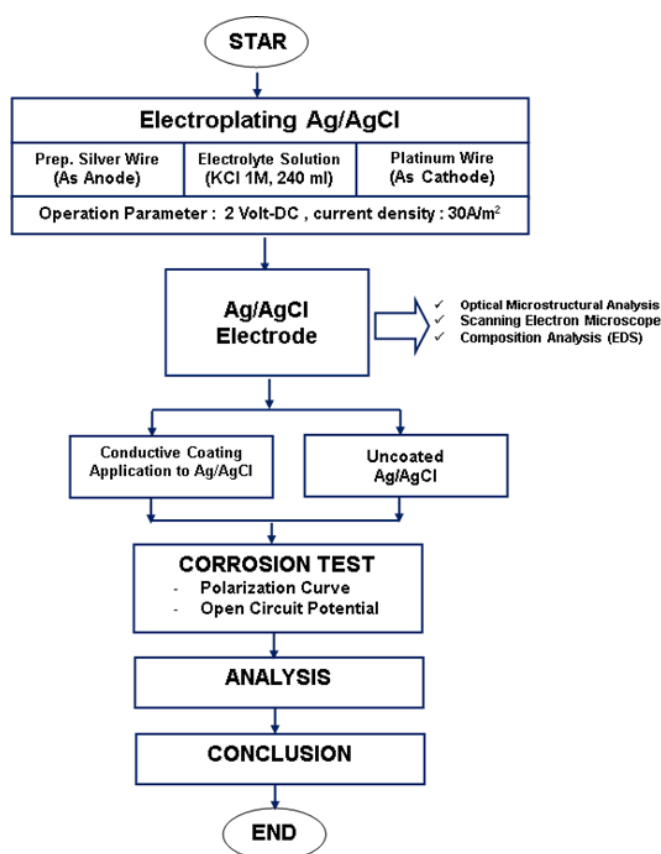 STAR
Electroplating Ag/AgCl
Prep. Silver Wire
(As Anode)
Electrolyte Solution
(KCl 1M, 240 ml)
Platinum Wire
(As Cathode)
Operation Parameter : 2 Volt-DC , current density : 30A/m²
Ag/AgCl
Electrode
✓ Optical Microstructural Analysis
✓ Scanning Electron Microscope
✓ Composition Analysis (EDS)
Conductive Coating
Application to Ag/AgCl
Uncoated
Ag/AgCl
CORROSION TEST
- Polarization Curve
- Open Circuit Potential
ANALYSIS
CONCLUSION
END